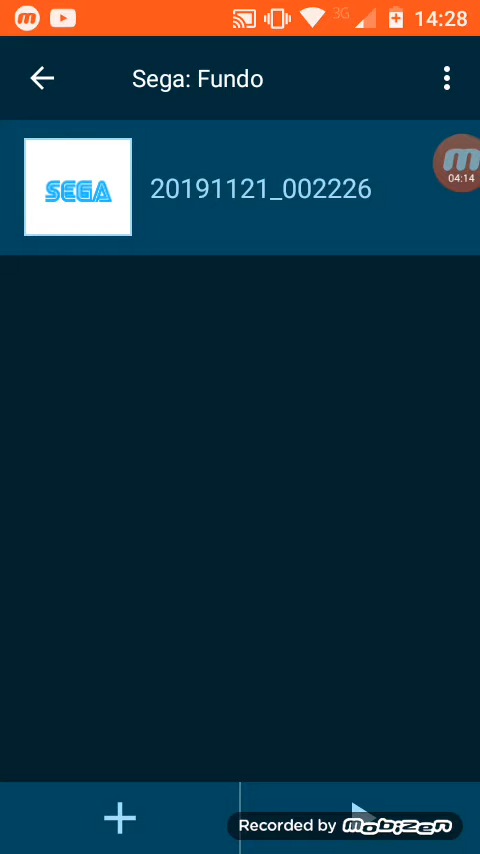 3G 14:28
Sega: Fundo
SEGA
20191121_002226
04:14
Recorded by mobizen